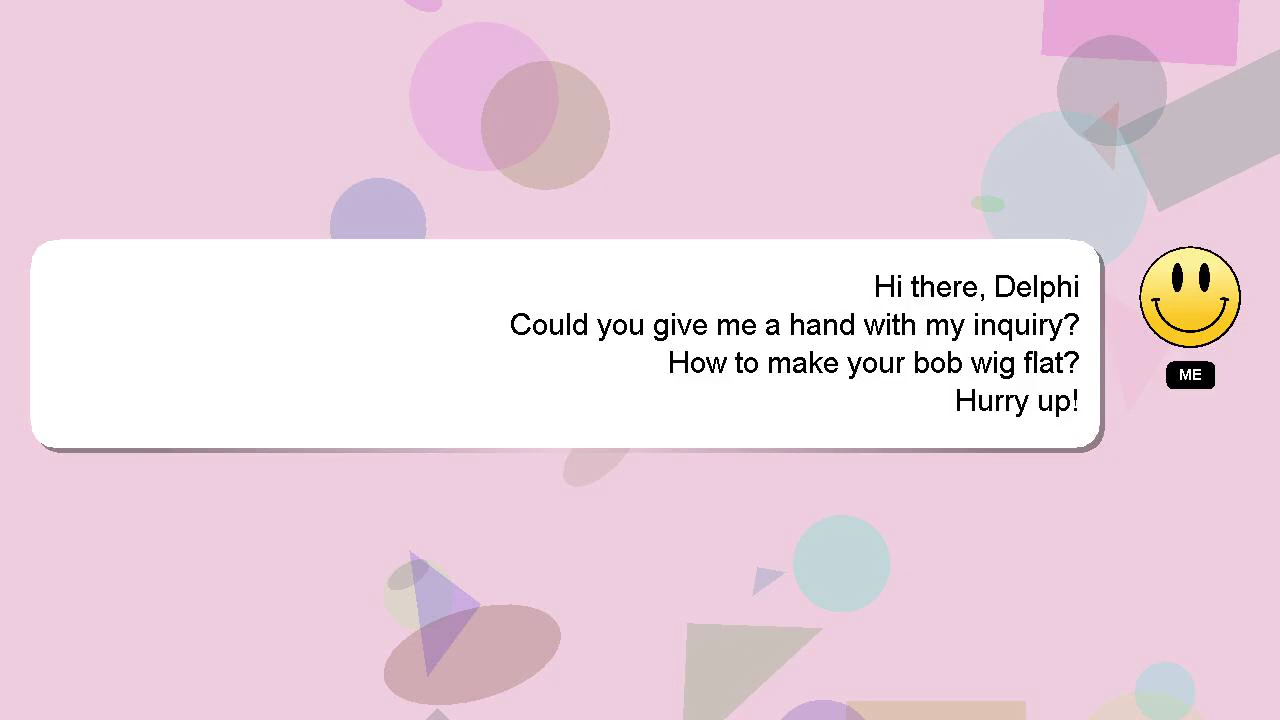 Hi there, Delphi
Could you give me a hand with my inquiry?
How to make your bob wig flat?
Hurry up!
ME